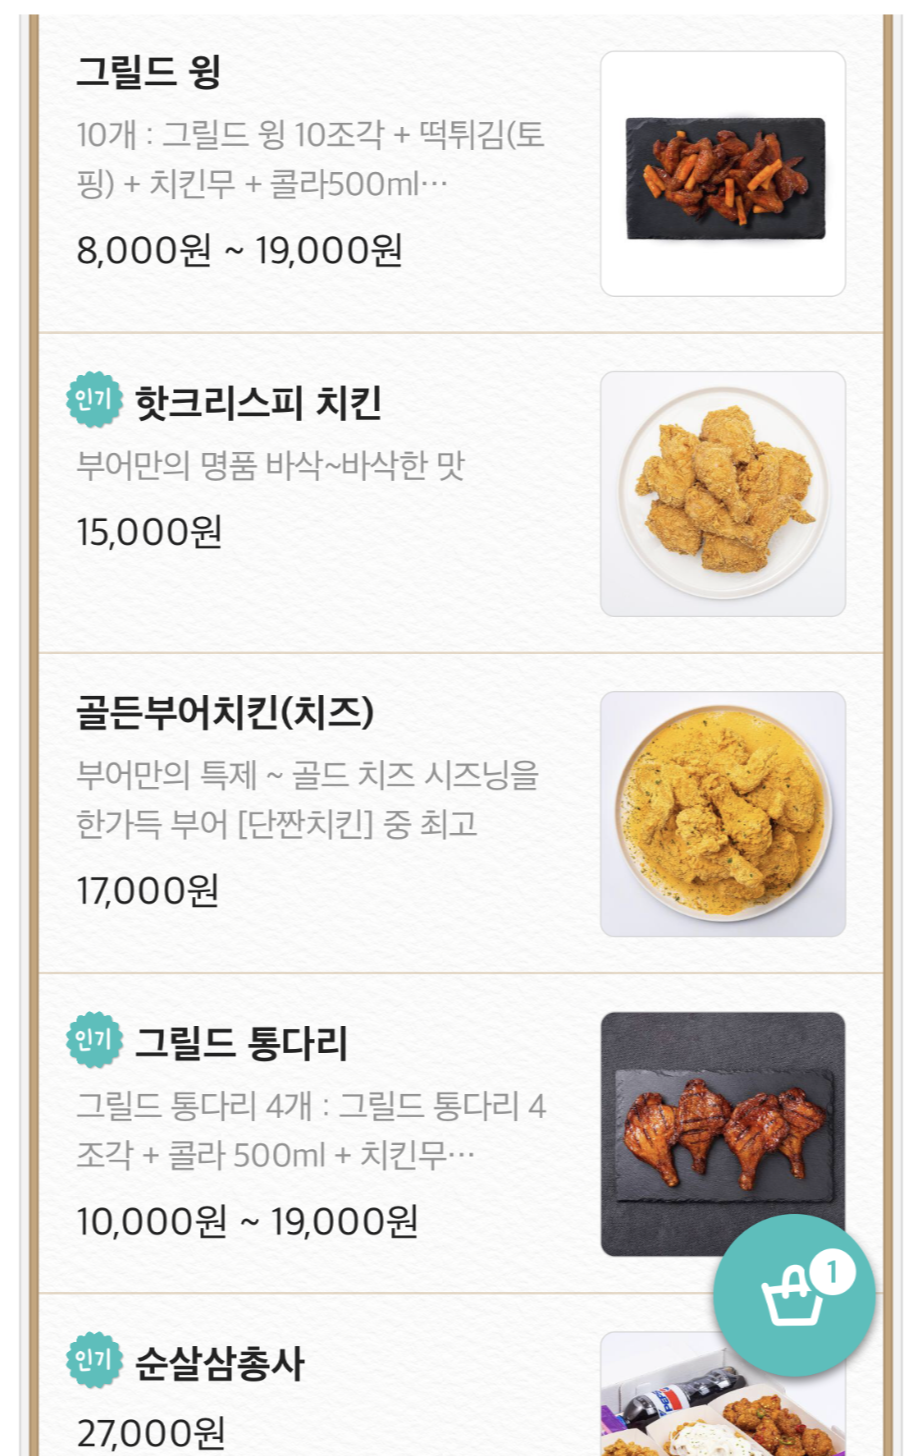 그릴드 윙
10개 : 그릴드 윙 10조각 + 떡튀김(토
핑) + 치킨무 + 콜라500ml…
8,000원 ~ 19,000원
인기 핫크리스피 치킨
부어만의 명품 바삭~바삭한 맛
15,000원
골든부어치킨(치즈)
부어만의 특제 ~ 골드 치즈 시즈닝을
한가득 부어 [단짠치킨] 중 최고
17,000원
인기 그릴드 통다리
그릴드 통다리 4개 : 그릴드 통다리 4
조각 + 콜라 500ml + 치킨무…
10,000원 ~ 19,000원
1
인기 순살삼총사
PEPSI
27,000원